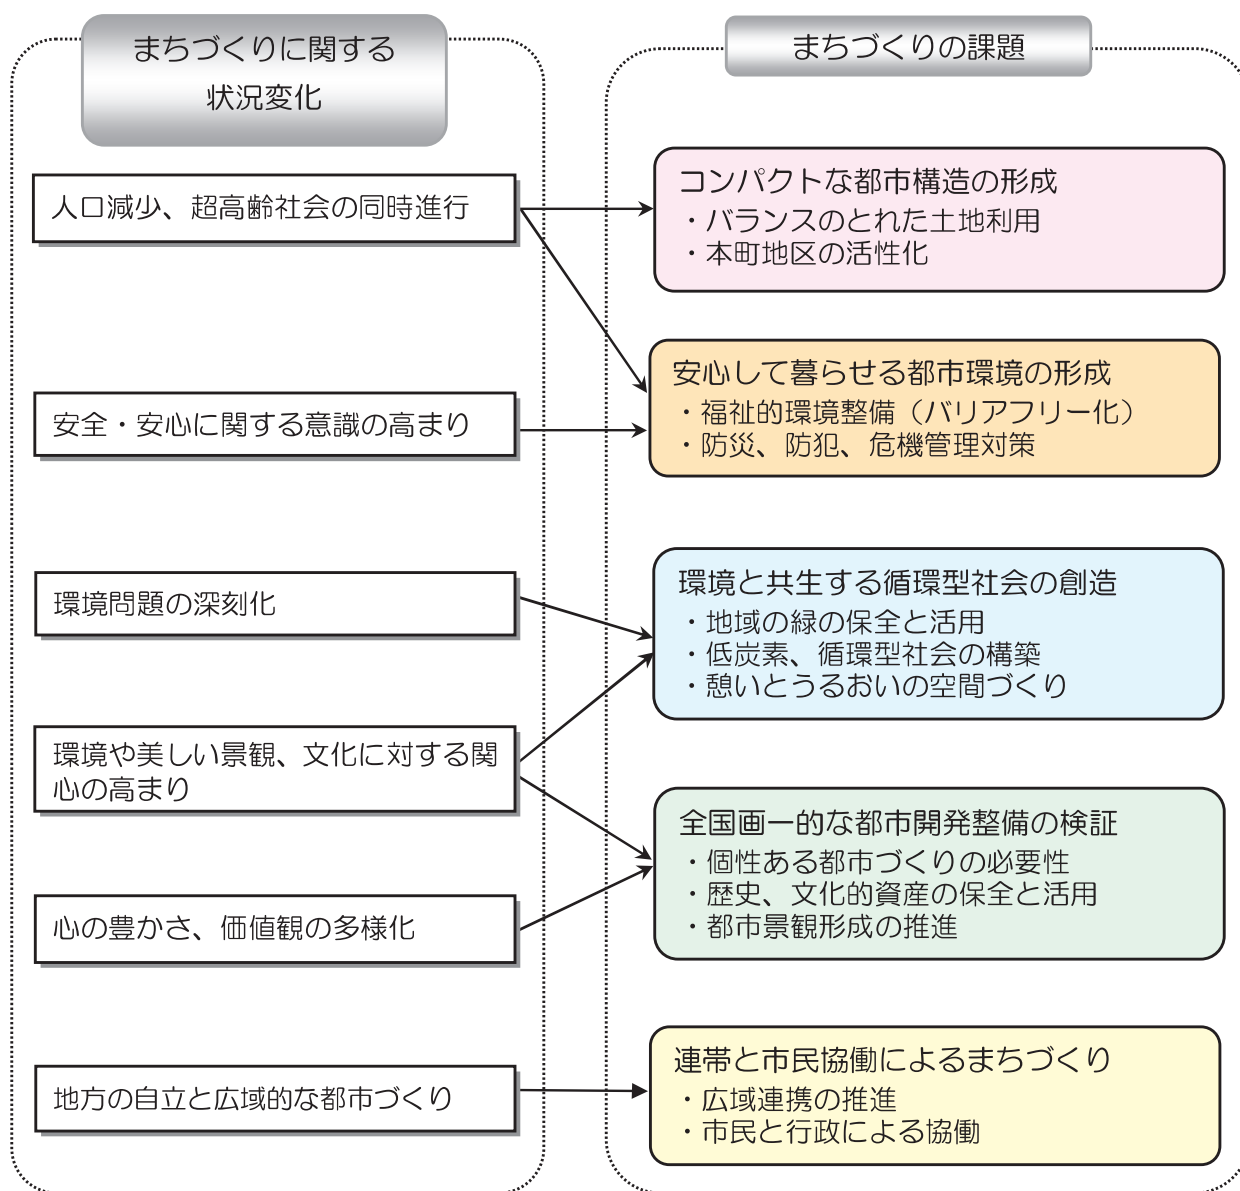 まちづくりに関する
状況変化
人口減少、超高齢社会の同時進行
安全・安心に関する意識の高まり
環境問題の深刻化
環境や美しい景観、文化に対する関
心の高まり
心の豊かさ、価値観の多様化
地方の自立と広域的な都市づくり
まちづくりの課題
コンパクトな都市構造の形成
・バランスのとれた土地利用
・本町地区の活性化
安心して暮らせる都市環境の形成
・福祉的環境整備（バリアフリー化）
・防災、防犯、危機管理対策
環境と共生する循環型社会の創造
・地域の緑の保全と活用
・低炭素、循環型社会の構築
・憩いとうるおいの空間づくり
全国画一的な都市開発整備の検証
・個性ある都市づくりの必要性
・歴史、文化的資産の保全と活用
・都市景観形成の推進
連帯と市民協働によるまちづくり
・広域連携の推進
・市民と行政による協働